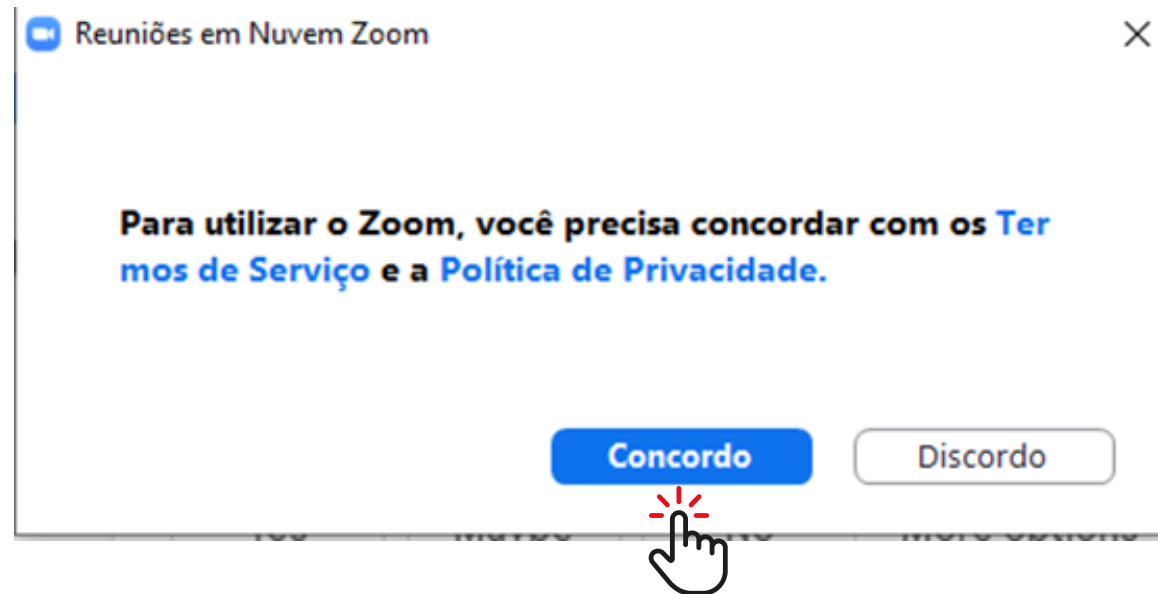 Reuniões em Nuvem Zoom
Para utilizar o Zoom, você precisa concordar com os Ter
mos de Serviço e a Política de Privacidade.
Concordo Discordo